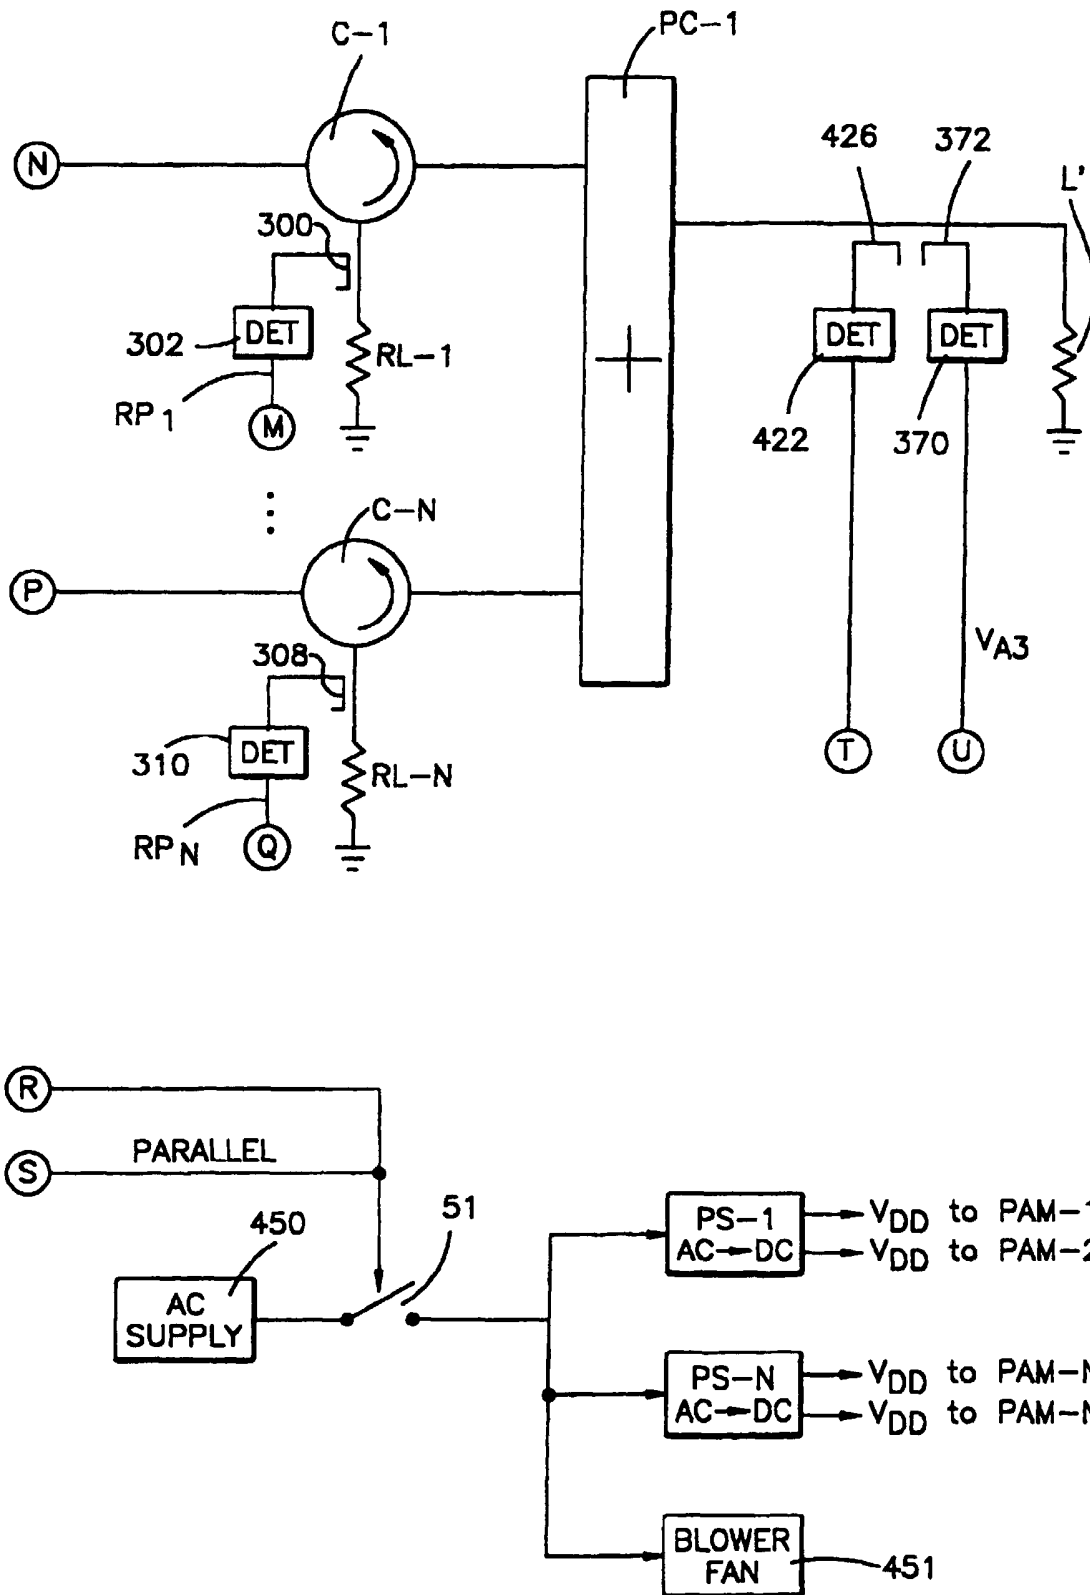 C-1
PC-1
426
372
L'
N
300
DET
302
RL-1
RP1
M
DET
DET
422
370
C-N
P
308
VA3
DET
310
RL-N
RPN
Q
T
U
R
S
PARALLEL
450
51
AC
SUPPLY
PS-1
AC→DC
VDD to PAM-1
VDD to PAM-2
PS-N
AC→DC
VDD to PAM-N
VDD to PAM-N
BLOWER
FAN
451